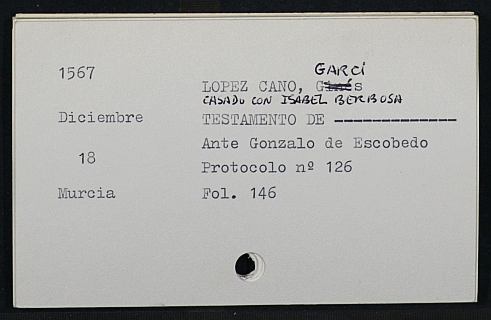 1567
GARCÍ
LOPEZ CANO, Ginés
CASADO CON ISABEL BERBOSA
Diciembre
TESTAMENTO DE --------------
Ante Gonzalo de Escobedo
18
Protocolo nº 126
Murcia
Fol. 146